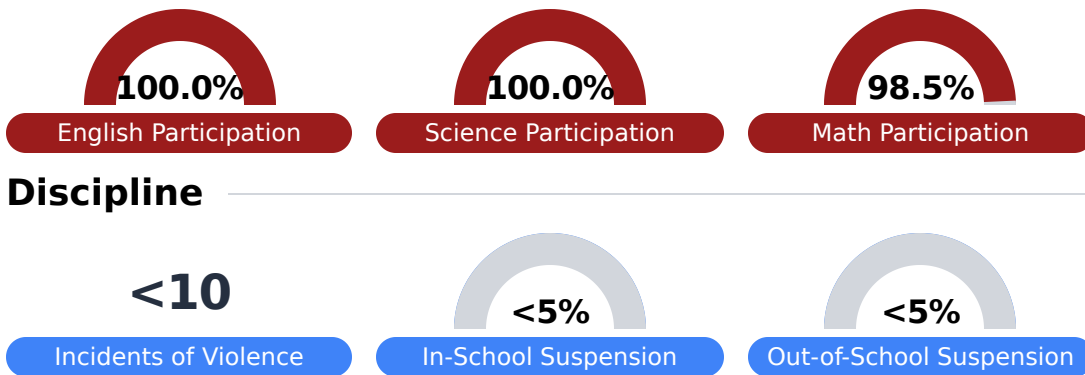 100.0% 100.0% 98.5%
English Participation Science Participation Math Participation
Discipline
<10 <5% <5%
Incidents of Violence In-School Suspension Out-of-School Suspension